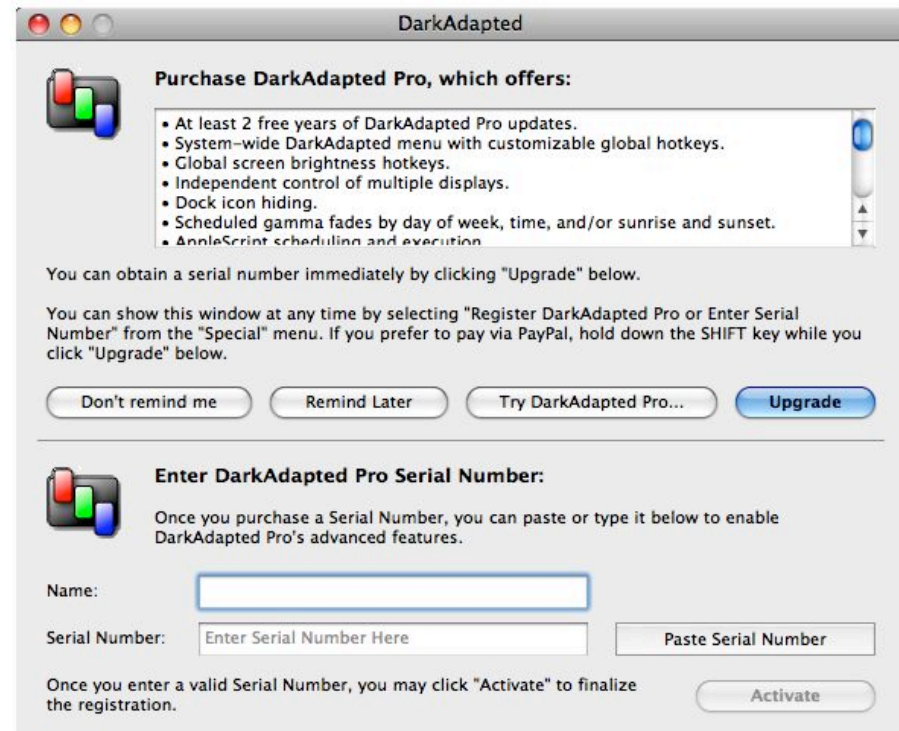 DarkAdapted
Purchase DarkAdapted Pro, which offers:
• At least 2 free years of DarkAdapted Pro updates.
• System-wide DarkAdapted menu with customizable global hotkeys.
• Global screen brightness hotkeys.
• Independent control of multiple displays.
• Dock icon hiding.
• Scheduled gamma fades by day of week, time, and/or sunrise and sunset.
• AppleScript scheduling and execution
You can obtain a serial number immediately by clicking "Upgrade" below.
You can show this window at any time by selecting "Register DarkAdapted Pro or Enter Serial
Number" from the "Special" menu. If you prefer to pay via PayPal, hold down the SHIFT key while you
click "Upgrade" below.
Don't remind me Remind Later Try DarkAdapted Pro... Upgrade
Enter DarkAdapted Pro Serial Number:
Once you purchase a Serial Number, you can paste or type it below to enable
DarkAdapted Pro's advanced features.
Name:
Serial Number: Enter Serial Number Here Paste Serial Number
Once you enter a valid Serial Number, you may click "Activate" to finalize
the registration.
Activate